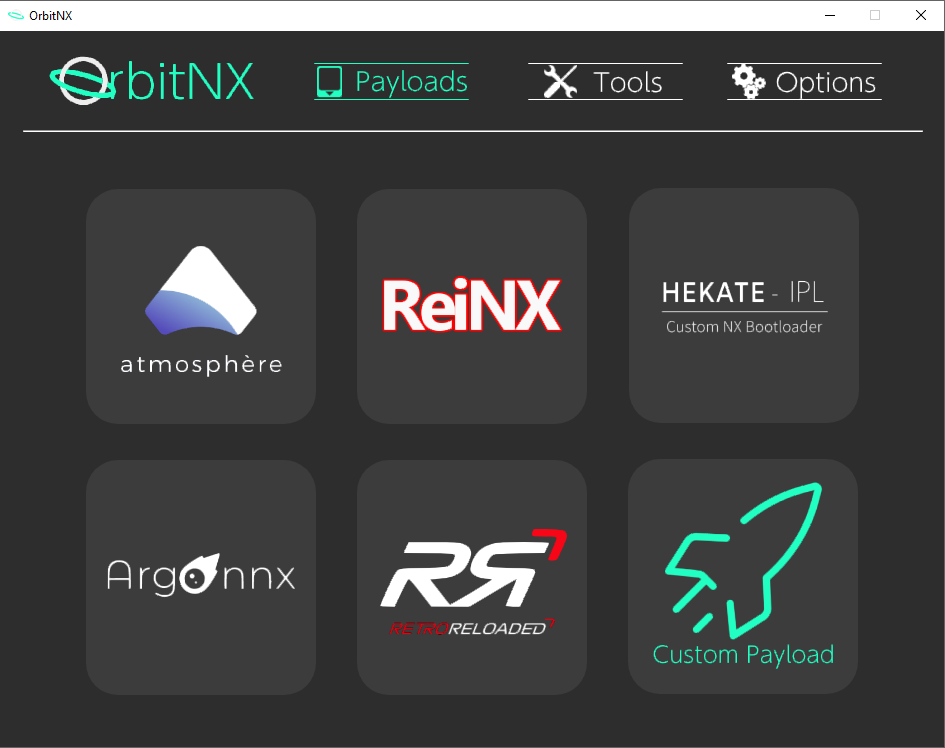 OrbitNX
OrbitNX
Payloads
Tools
Options
atmosphère
ReiNX
HEKATE - IPL
Custom NX Bootloader
Argonnx
RR
RETRORELOADED
Custom Payload